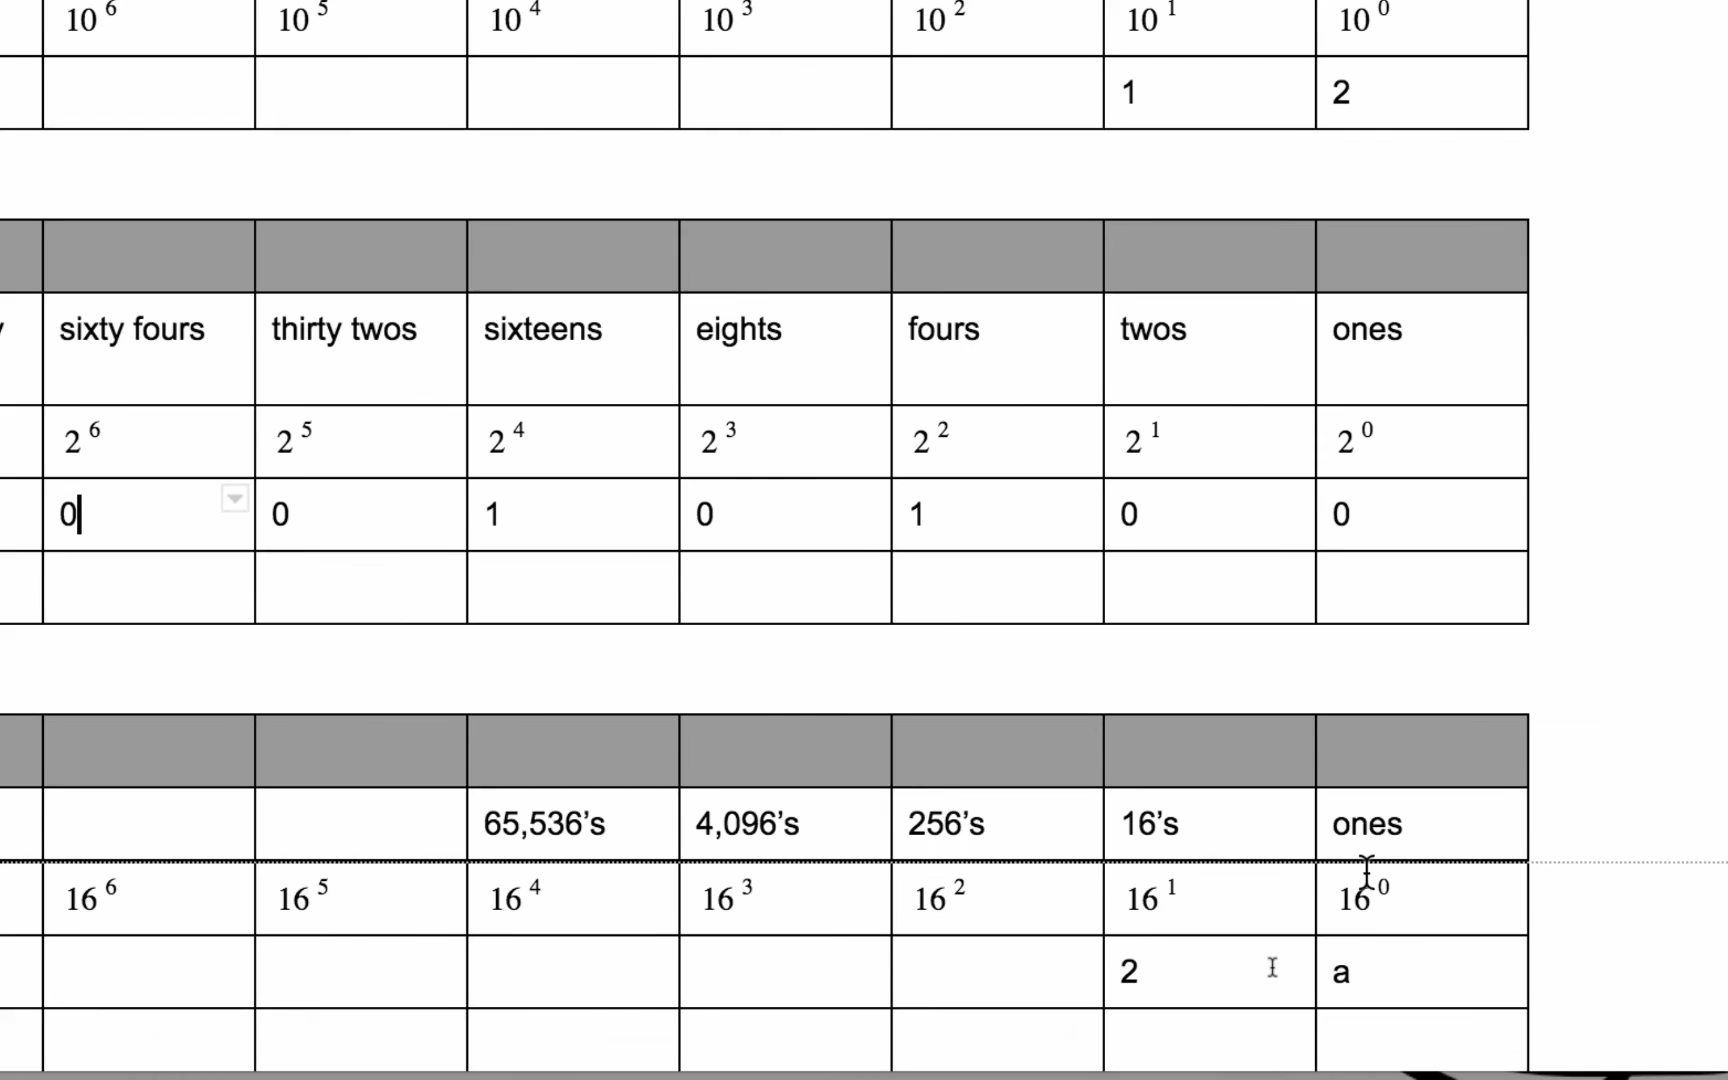 10 6 10 5 10 4 10 3 10 2 10 1 10 0
1 2
sixty fours thirty twos sixteens eights fours twos ones
2 6 2 5 2 4 2 3 2 2 2 1 2 0
0 0 1 0 1 0 0
65,536’s 4,096’s 256’s 16’s ones
16 6 16 5 16 4 16 3 16 2 16 1 16 0
2 a